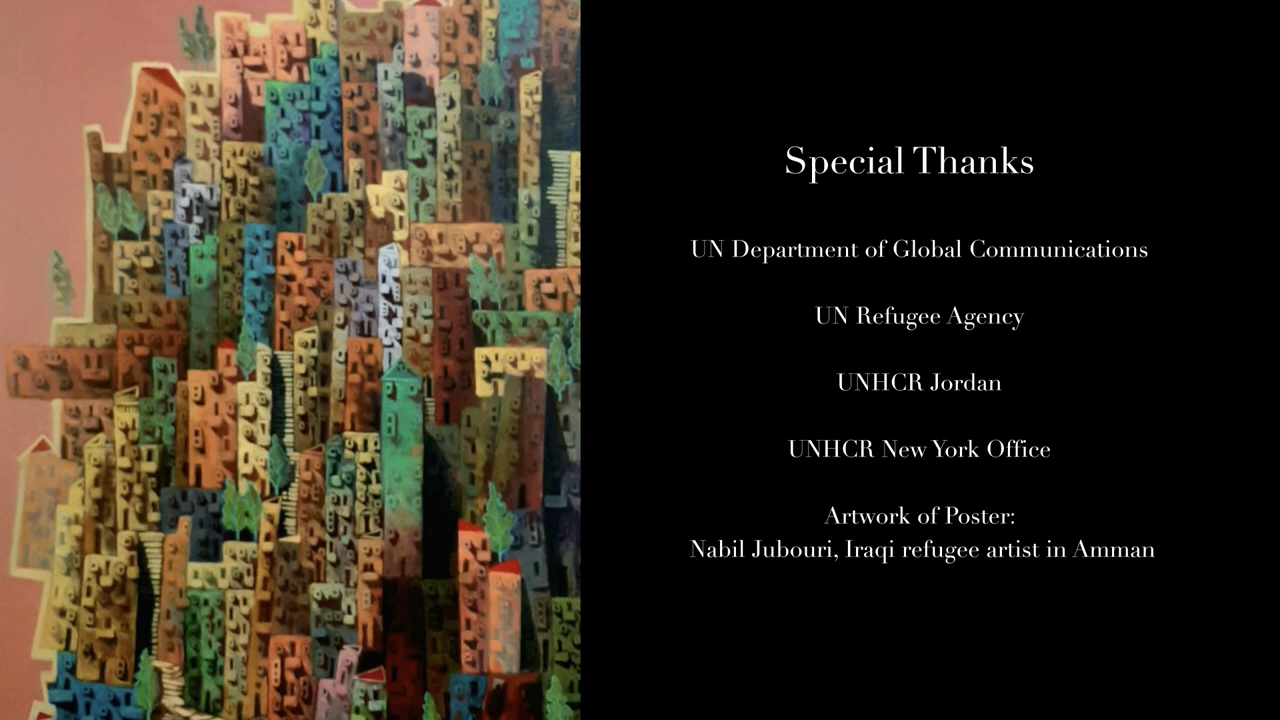 Special Thanks
UN Department of Global Communications
UN Refugee Agency
UNHCR Jordan
UNHCR New York Office
Artwork of Poster:
Nabil Jubouri, Iraqi refugee artist in Amman